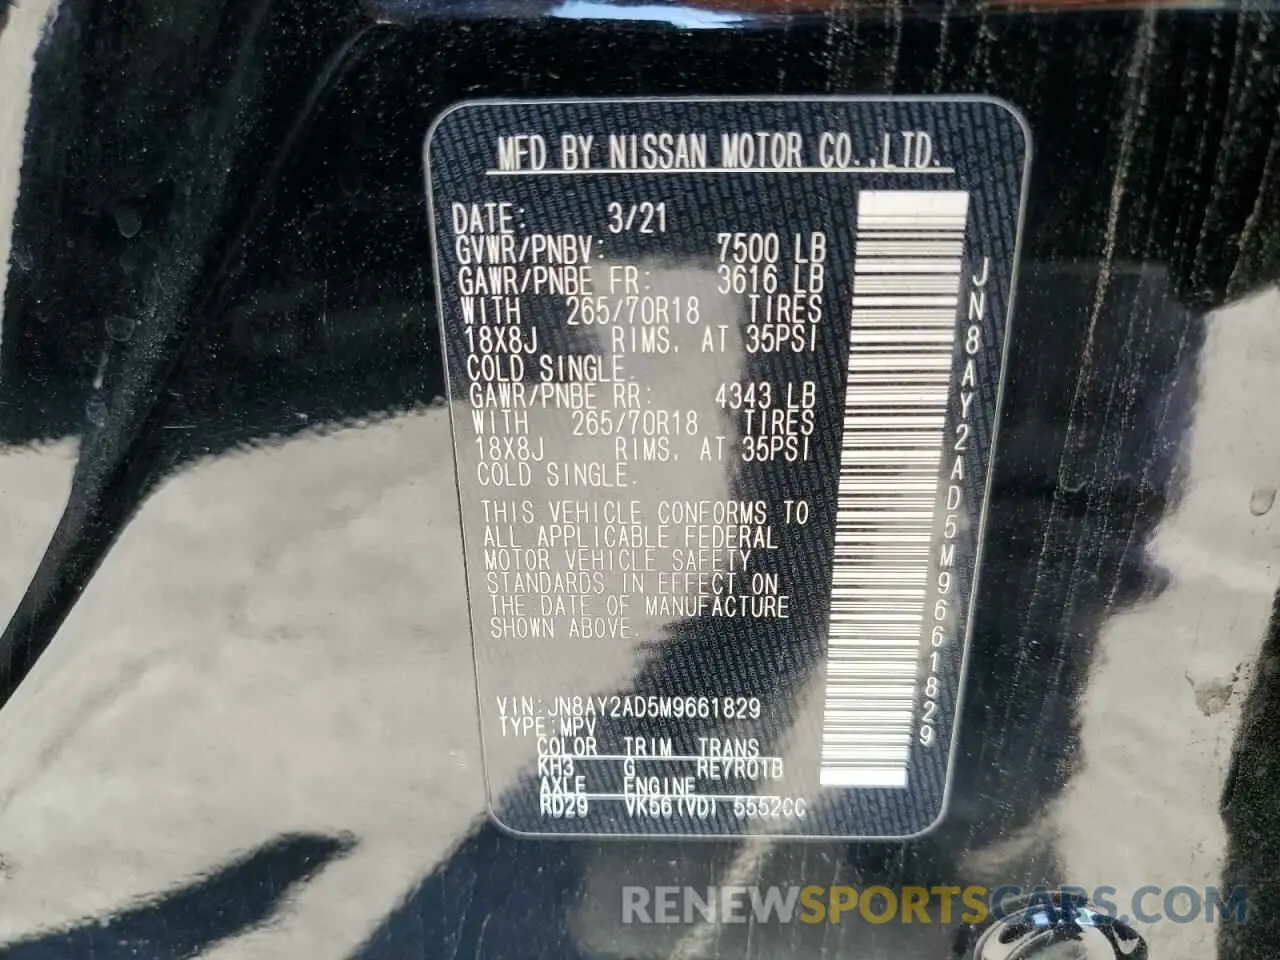 MFD BY NISSAN MOTOR CO.,LTD.
DATE: 3/21
GVWR/PNBV: 7500 LB
GAWR/PNBE FR: 3616 LB
WITH 265/70R18 TIRES
18X8J RIMS. AT 35PSI
COLD SINGLE.
GAWR/PNBE RR: 4343 LB
WITH 265/70R18 TIRES
18X8J RIMS. AT 35PSI
COLD SINGLE.
THIS VEHICLE CONFORMS TO
ALL APPLICABLE FEDERAL
MOTOR VEHICLE SAFETY
STANDARDS IN EFFECT ON
THE DATE OF MANUFACTURE
SHOWN ABOVE.
VIN:JN8AY2AD5M9661829
TYPE:MPV
COLOR TRIM TRANS
KH3 G RE7R01B
AXLE ENGINE
RD29 VK56(VD) 5552CC
JN8AY2AD5M9661829
RENEWSPORTSCARS.COM